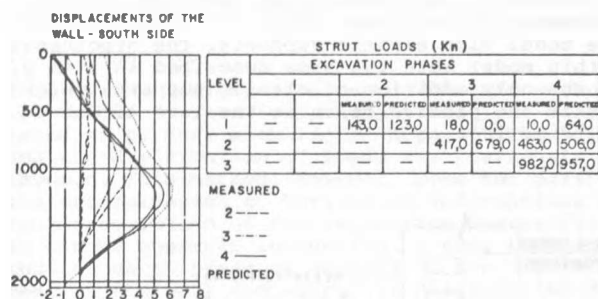 DISPLACEMENTS OF THE
WALL - SOUTH SIDE
0
500
1000
2000
-2 -1 0 1 2 3 4 5 6 7 8
STRUT LOADS (Kn)
LEVEL EXCAVATION PHASES
1 2 3 4
MEASURED PREDICTED MEASURED PREDICTED MEASURED PREDICTED
1 — — 143,0 123,0 18,0 0,0 10,0 64,0
2 — — — — 417,0 679,0 463,0 506,0
3 — — — — — — 982,0 957,0
MEASURED
2 ----
3 ----
4 ——
PREDICTED